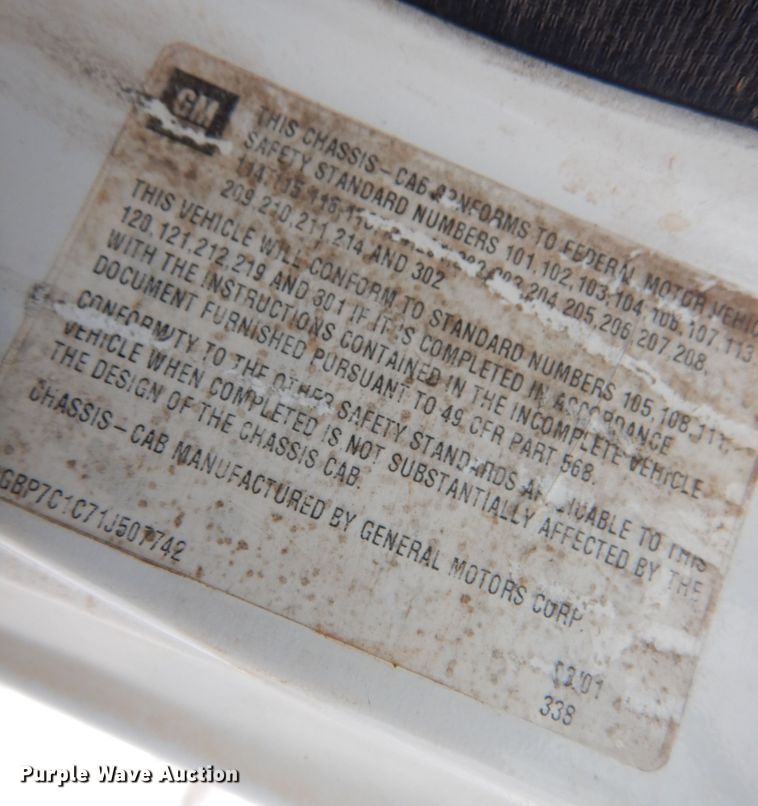 GM
THIS CHASSIS-CAB CONFORMS TO FEDERAL MOTOR VEHIC
SAFETY STANDARD NUMBERS 101,102,103,104,106,107,113
114, 116, 203,204,205,206,207,208,
209,210,211,214 AND 302
THIS VEHICLE WILL CONFORM TO STANDARD NUMBERS 105,108,
120,121,212,219 AND 301 IF IT IS COMPLETED IN ACCORDANCE
WITH THE INSTRUCTIONS CONTAINED IN THE INCOMPLETE VEHICLE
DOCUMENT FURNISHED PURSUANT TO 49 CFR PART 568.
CONFORMITY TO THE OTHER SAFETY STANDARDS APPLICABLE TO THIS
VEHICLE WHEN COMPLETED IS NOT SUBSTANTIALLY AFFECTED BY THE
THE DESIGN OF THE CHASSIS CAB.
CHASSIS-CAB MANUFACTURED BY GENERAL MOTORS CORP.
GBP7C1C71J507742
338
Purple Wave Auction